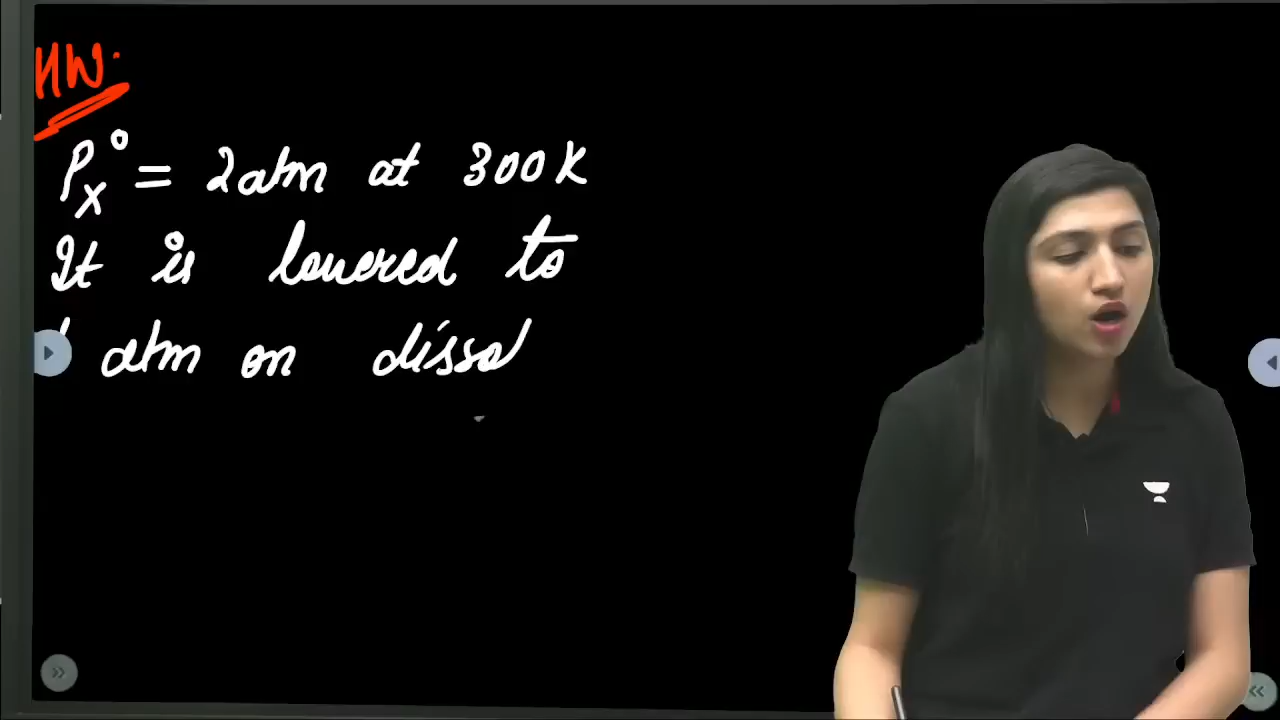 HW.
Px° = 2atm at 300K
It is lowered to
atm on dissol